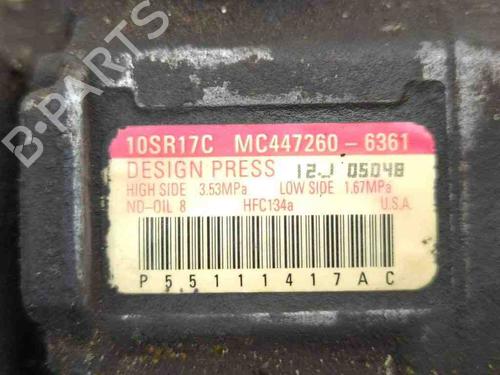 B-PARTS
10SR17C MC447260-6361
DESIGN PRESS 12J 05048
HIGH SIDE 3.53MPa LOW SIDE 1.67MPa
ND-OIL 8 HFC134a U.S.A.
P55111417AC